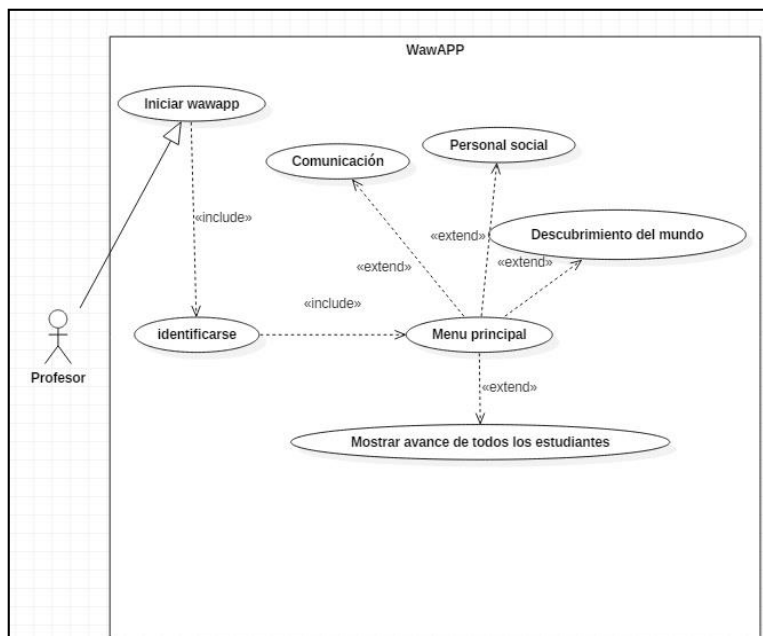 WawAPP
Iniciar wawapp
Personal social
Comunicación
«include»
«extend»
Descubrimiento del mundo
«extend»
«extend»
«include»
identificarse
Menu principal
Profesor
«extend»
Mostrar avance de todos los estudiantes